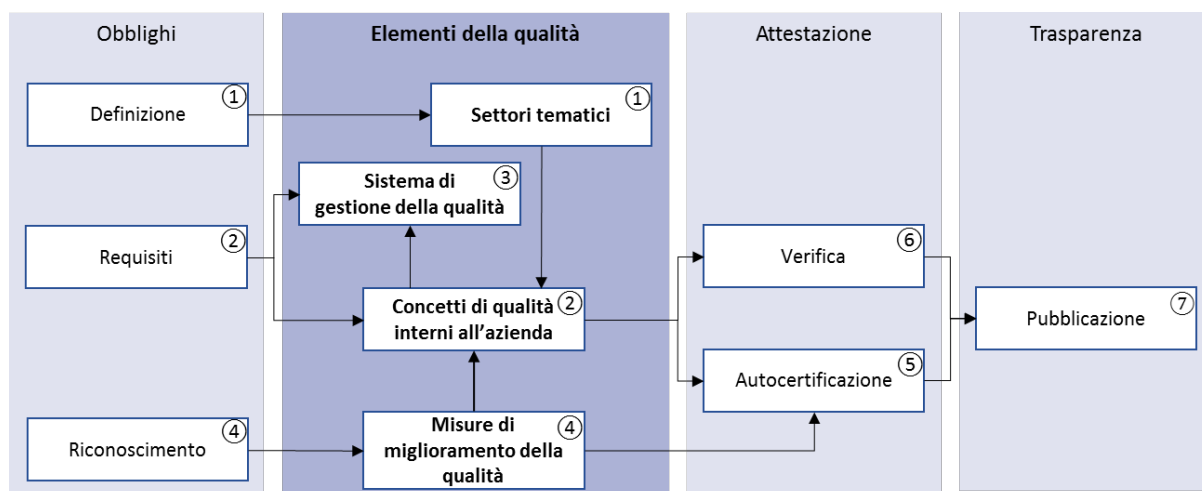 Obblighi
Elementi della qualità
Attestazione
Trasparenza
Definizione
①
Settori tematici
①
Sistema di
gestione della qualità
③
Requisiti
②
Verifica
⑥
Concetti di qualità
interni all’azienda
②
Pubblicazione
⑦
Autocertificazione
⑤
Riconoscimento
④
Misure di
miglioramento della
qualità
④